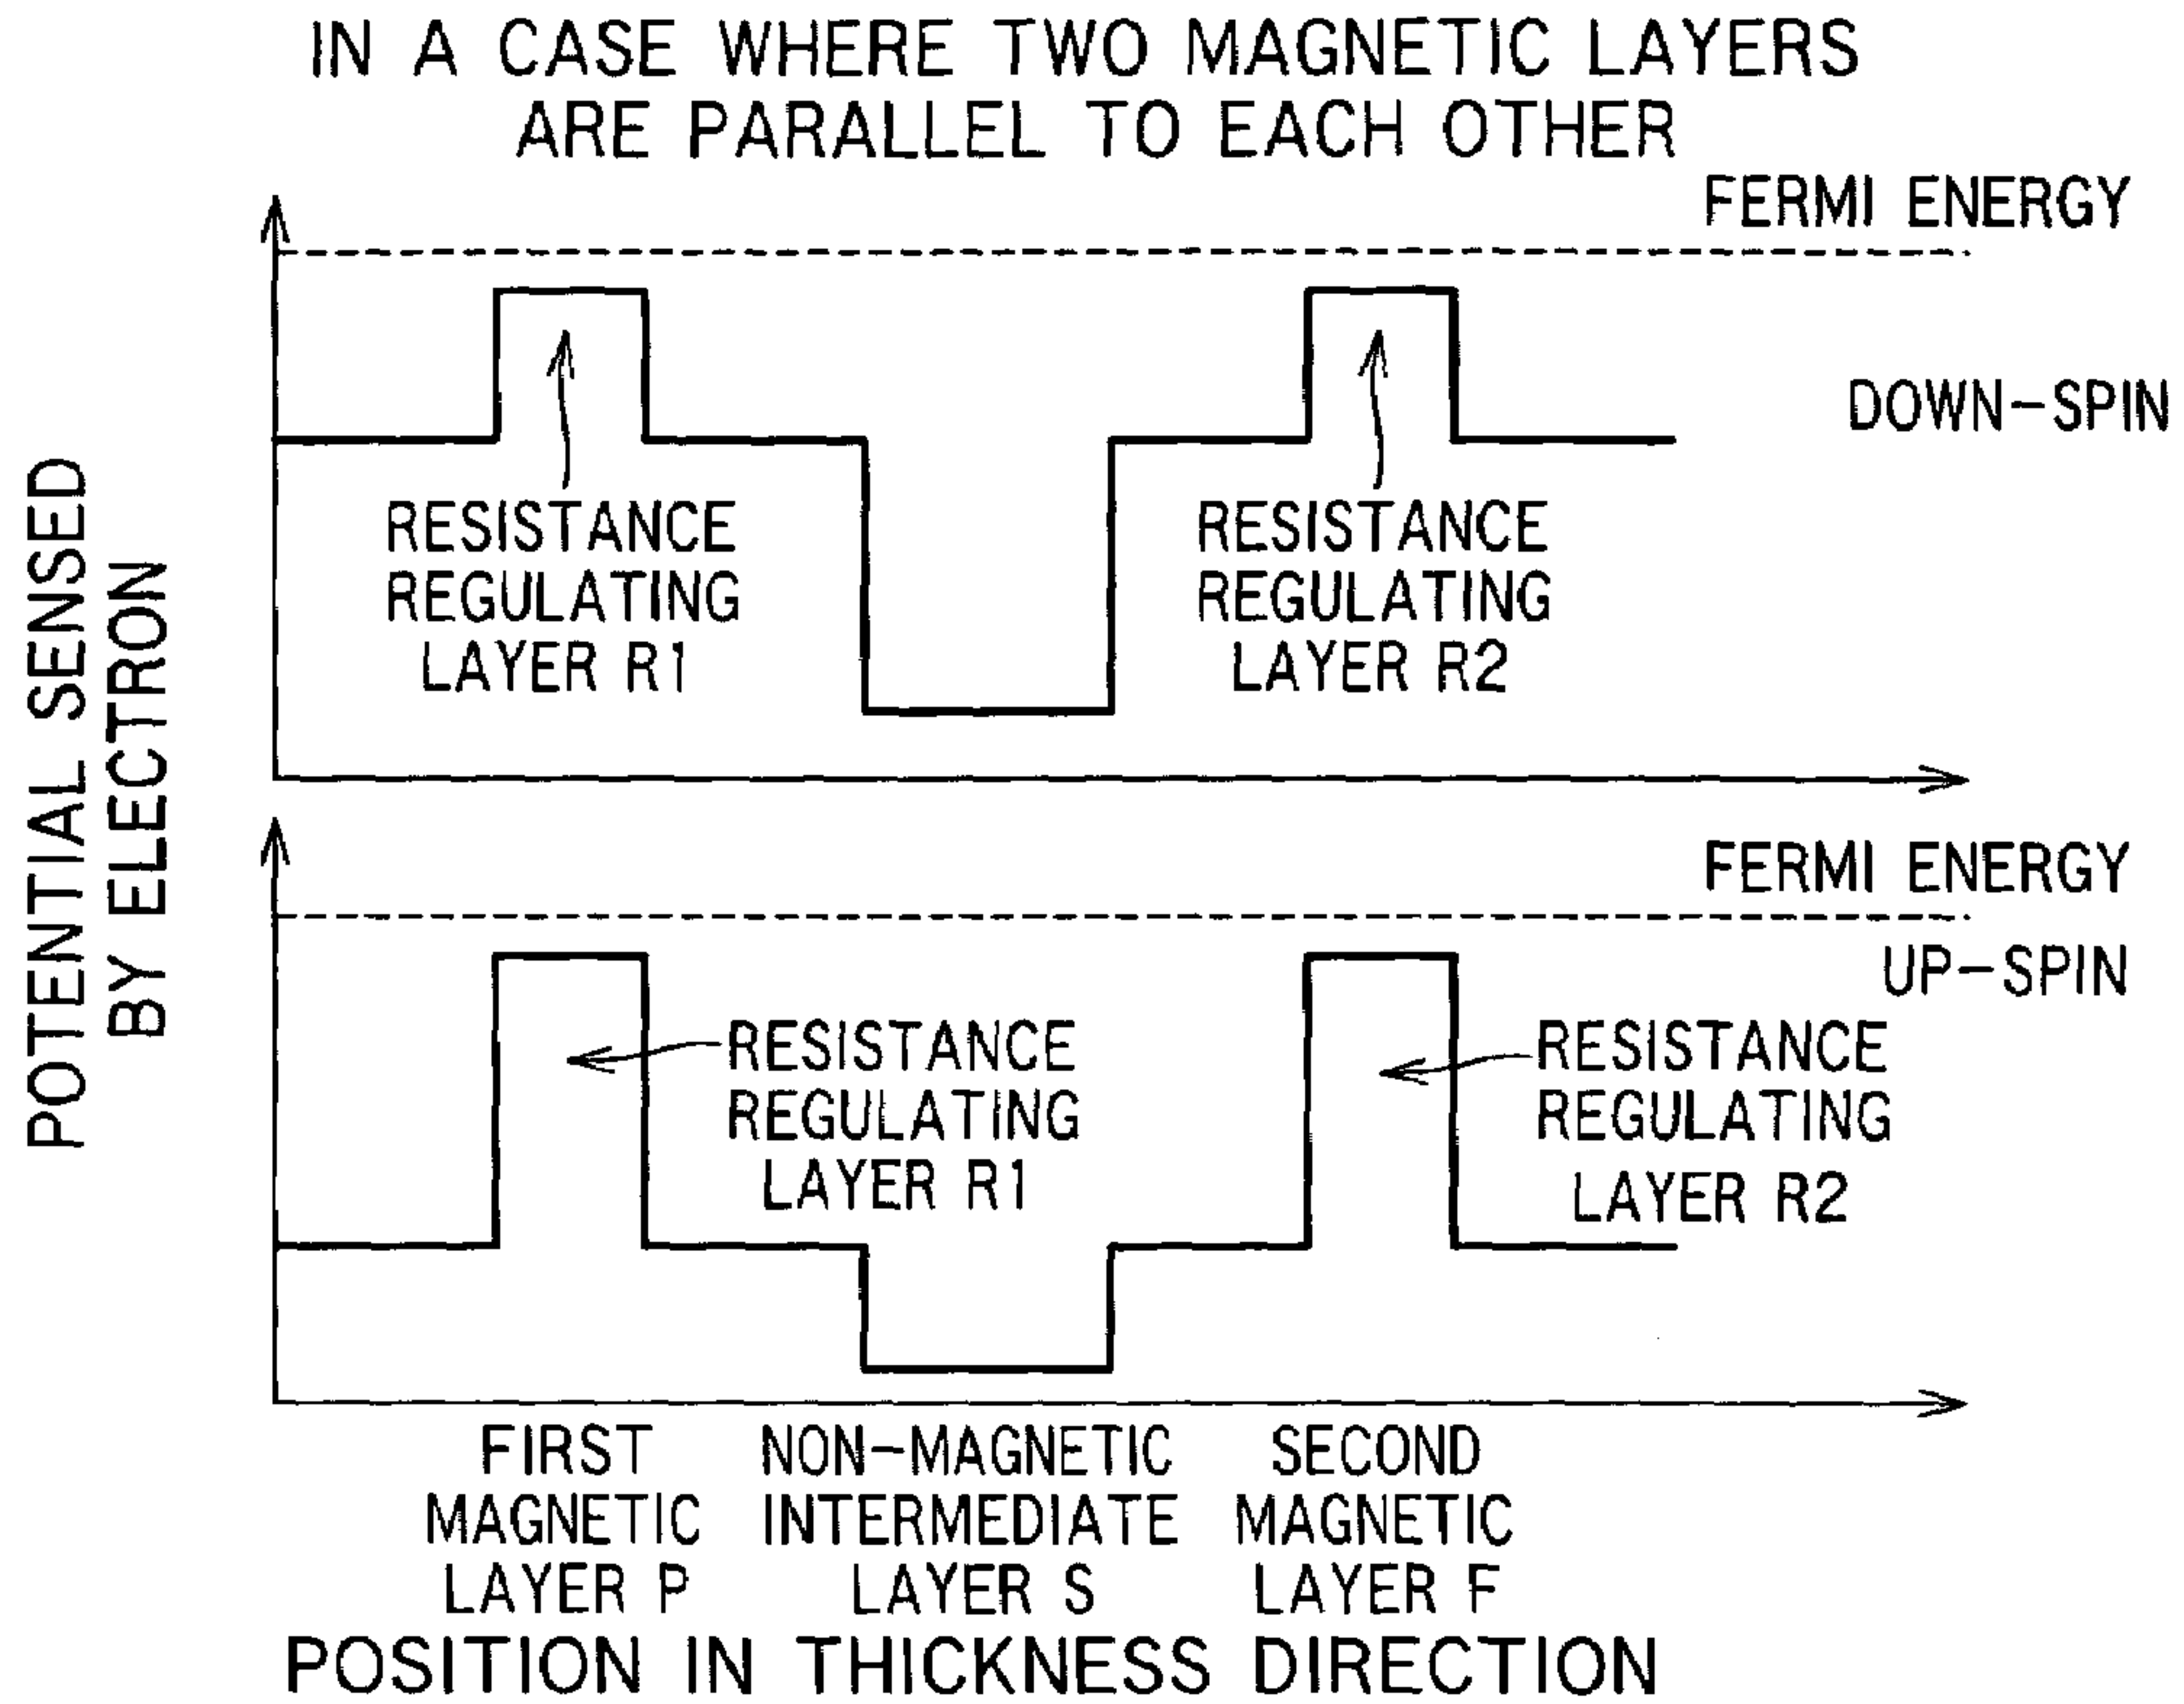 IN A CASE WHERE TWO MAGNETIC LAYERS
ARE PARALLEL TO EACH OTHER
POTENTIAL SENSED
BY ELECTRON
FERMI ENERGY
DOWN-SPIN
RESISTANCE
REGULATING
LAYER R1
RESISTANCE
REGULATING
LAYER R2
FERMI ENERGY
UP-SPIN
RESISTANCE
REGULATING
LAYER R1
RESISTANCE
REGULATING
LAYER R2
FIRST
MAGNETIC
LAYER P
NON-MAGNETIC
INTERMEDIATE
LAYER S
SECOND
MAGNETIC
LAYER F
POSITION IN THICKNESS DIRECTION